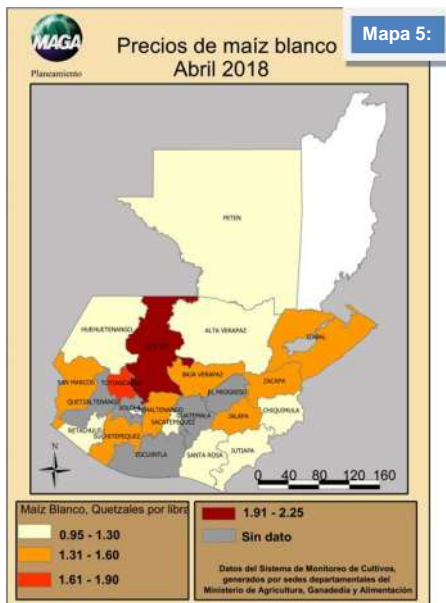 MAGA
Planeamiento
Precios de maíz blanco
Abril 2018
Mapa 5:
PETEN
HUEHUETENANGO
ALTA VERAPAZ
IZABAL
SAN MARCOS
BAJA VERAPAZ
ZACAPA
QUETZALTENANGO
EL PROGRESO
SOLOLA
GUATEMALA
CHIQUIMULA
JALAPA
SACATEPEQUEZ
RETALHULEU
SUCHITEPEQUEZ
ESCUINTLA
SANTA ROSA
JUTIAPA
N
0 40 80 120 160
Maíz Blanco, Quetzales por libra
0.95 - 1.30
1.31 - 1.60
1.61 - 1.90
1.91 - 2.25
Sin dato
Datos del Sistema de Monitoreo de Cultivos,
generados por sedes departamentales del
Ministerio de Agricultura, Ganadedía y Alimentación